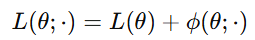 L(θ; ·) = L(θ) + ϕ(θ; ·)